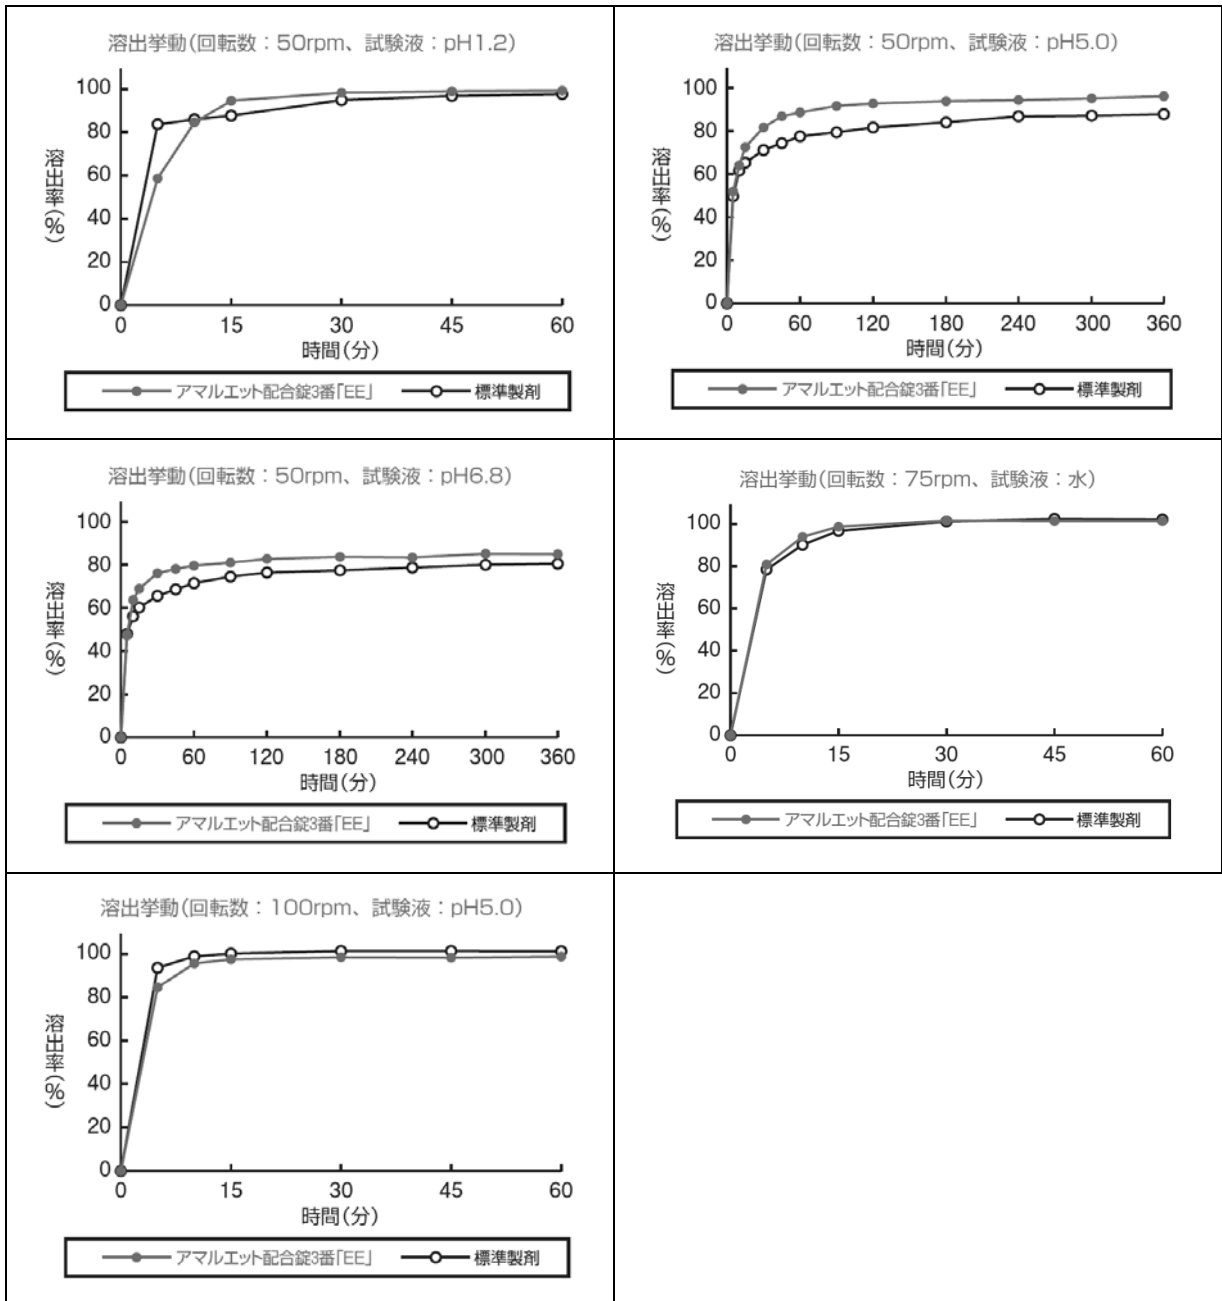 溶出挙動(回転数：50rpm、試験液：pH1.2)
100
80
60
40
20
0
溶出率(%)
0 15 30 45 60
時間(分)
アマルエット配合錠3番「EE」 標準製剤
溶出挙動(回転数：50rpm、試験液：pH5.0)
100
80
60
40
20
0
溶出率(%)
0 60 120 180 240 300 360
時間(分)
アマルエット配合錠3番「EE」 標準製剤
溶出挙動(回転数：50rpm、試験液：pH6.8)
100
80
60
40
20
0
溶出率(%)
0 60 120 180 240 300 360
時間(分)
アマルエット配合錠3番「EE」 標準製剤
溶出挙動(回転数：75rpm、試験液：水)
100
80
60
40
20
0
溶出率(%)
0 15 30 45 60
時間(分)
アマルエット配合錠3番「EE」 標準製剤
溶出挙動(回転数：100rpm、試験液：pH5.0)
100
80
60
40
20
0
溶出率(%)
0 15 30 45 60
時間(分)
アマルエット配合錠3番「EE」 標準製剤